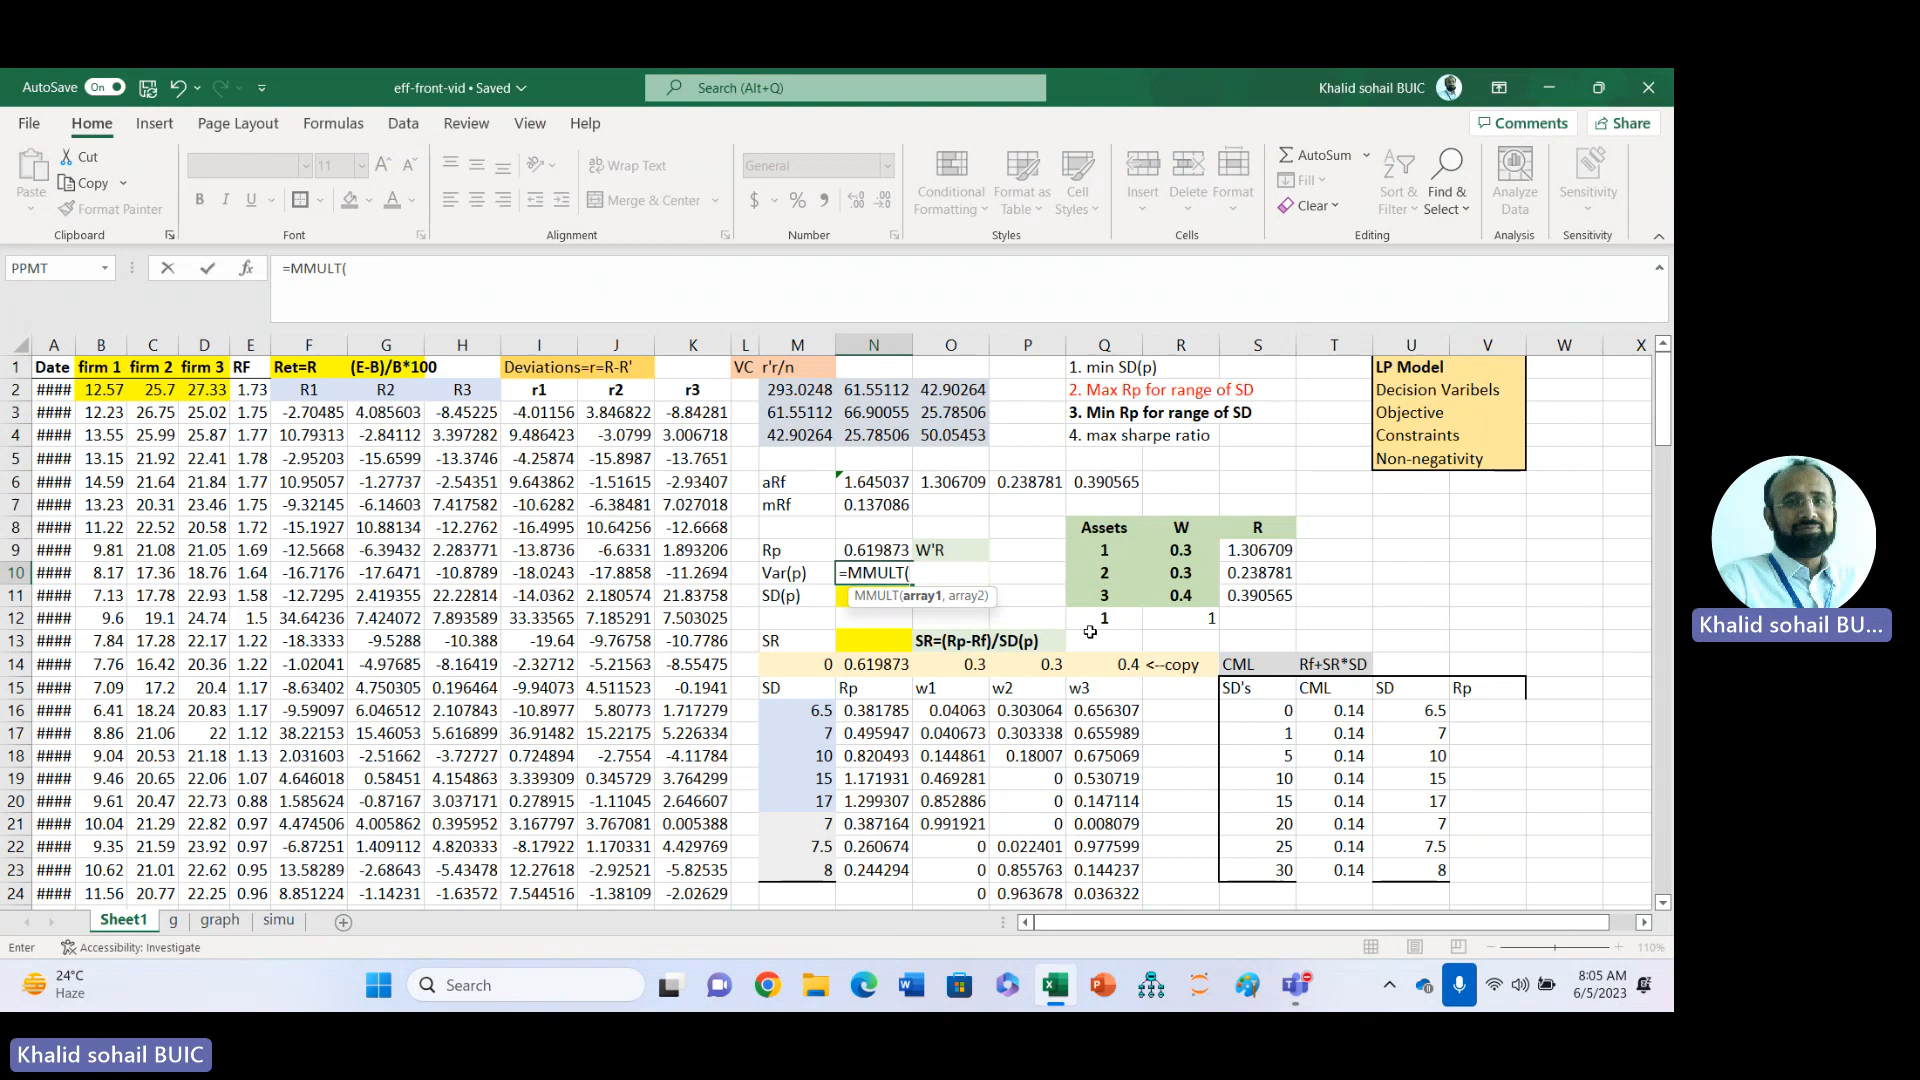 AutoSave On eff-front-vid • Saved Search (Alt+Q) Khalid sohail BUIC
File Home Insert Page Layout Formulas Data Review View Help Comments Share
Paste Cut Copy Format Painter 11 Wrap Text Merge & Center General Conditional Formatting Format as Table Cell Styles Insert Delete Format AutoSum Fill Clear Sort & Filter Find & Select Analyze Data Sensitivity
Clipboard Font Alignment Number Styles Cells Editing Analysis Sensitivity
PPMT =MMULT(
A B C D E F G H I J K L M N O P Q R S T U V W X
1 Date firm 1 firm 2 firm 3 RF Ret=R (E-B)/B*100 Deviations=r=R-R' VC r'r/n 1. min SD(p) LP Model
2 #### 12.57 25.7 27.33 1.73 R1 R2 R3 r1 r2 r3 293.0248 61.55112 42.90264 2. Max Rp for range of SD Decision Varibels
3 #### 12.23 26.75 25.02 1.75 -2.70485 4.085603 -8.45225 -4.01156 3.846822 -8.84281 61.55112 66.90055 25.78506 3. Min Rp for range of SD Objective
4 #### 13.55 25.99 25.87 1.77 10.79313 -2.84112 3.397282 9.486423 -3.0799 3.006718 42.90264 25.78506 50.05453 4. max sharpe ratio Constraints
5 #### 13.15 21.92 22.41 1.78 -2.95203 -15.6599 -13.3746 -4.25874 -15.8987 -13.7651 Non-negativity
6 #### 14.59 21.64 21.84 1.77 10.95057 -1.27737 -2.54351 9.643862 -1.51615 -2.93407 aRf 1.645037 1.306709 0.238781 0.390565
7 #### 13.23 20.31 23.46 1.75 -9.32145 -6.14603 7.417582 -10.6282 -6.38481 7.027018 mRf 0.137086
8 #### 11.22 22.52 20.58 1.72 -15.1927 10.88134 -12.2762 -16.4995 10.64256 -12.6668 Assets W R
9 #### 9.81 21.08 21.05 1.69 -12.5668 -6.39432 2.283771 -13.8736 -6.6331 1.893206 Rp 0.619873 W'R 1 0.3 1.306709
10 #### 8.17 17.36 18.76 1.64 -16.7176 -17.6471 -10.8789 -18.0243 -17.8858 -11.2694 Var(p) =MMULT( 2 0.3 0.238781
11 #### 7.13 17.78 22.93 1.58 -12.7295 2.419355 22.22814 -14.0362 2.180574 21.83758 SD(p) MMULT(array1, array2) 3 0.4 0.390565
12 #### 9.6 19.1 24.74 1.5 34.64236 7.424072 7.893589 33.33565 7.185291 7.503025 1 1
13 #### 7.84 17.28 22.17 1.39 -18.3333 -9.5288 -10.388 -19.64 -9.76758 -10.7786 SR SR=(Rp-Rf)/SD(p)
14 #### 7.76 16.42 20.36 1.22 -1.02041 -4.97685 -8.16419 -2.32712 -5.21563 -8.55475 0 0.619873 0.3 0.3 0.4 <--copy CML Rf+SR*SD
15 #### 7.09 17.2 20.4 1.17 -8.63402 4.750305 0.196464 -9.94073 4.511523 -0.1941 SD Rp w1 w2 w3 SD's CML SD Rp
16 #### 6.41 18.24 20.83 1.17 -9.59097 6.046512 2.107843 -10.8977 5.80773 1.717279 6.5 0.381785 0.04063 0.303064 0.656307 0 0.14 6.5
17 #### 8.86 21.06 22 1.12 38.22153 15.46053 5.616899 36.91482 15.22175 5.226334 7 0.495947 0.040673 0.303338 0.655989 1 0.14 7
18 #### 9.04 20.53 21.18 1.13 2.031603 -2.51662 -3.72727 0.724894 -2.7554 -4.11784 10 0.820493 0.144861 0.18007 0.675069 5 0.14 10
19 #### 9.46 20.65 22.06 1.07 4.646018 0.58451 4.154863 3.339309 0.345729 3.764299 15 1.171931 0.469281 0 0.530719 10 0.14 15
20 #### 9.61 20.47 22.73 0.88 1.585624 -0.87167 3.037171 0.278915 -1.11045 2.646607 17 1.299307 0.852886 0 0.147114 15 0.14 17
21 #### 10.04 21.29 22.82 0.97 4.474506 4.005862 0.395952 3.167797 3.767081 0.005388 7 0.387164 0.991921 0 0.008079 20 0.14 7
22 #### 9.35 21.59 23.92 0.97 -6.87251 1.409112 4.820333 -8.17922 1.170331 4.429769 7.5 0.260674 0 0.022401 0.977599 25 0.14 7.5
23 #### 10.62 21.01 22.62 0.95 13.58289 -2.68643 -5.43478 12.27618 -2.92521 -5.82535 8 0.244294 0 0.855763 0.144237 30 0.14 8
24 #### 11.56 20.77 22.25 0.96 8.851224 -1.14231 -1.63572 7.544516 -1.38109 -2.02629 0 0.963678 0.036322
Sheet1 g graph simu
Enter Accessibility: Investigate 110%
24°C Haze Search 8:05 AM 6/5/2023
Khalid sohail BU...
Khalid sohail BUIC